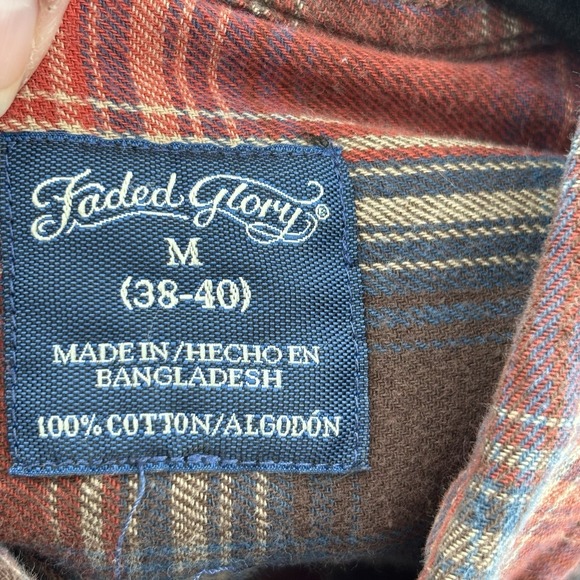 Faded Glory®
M
(38-40)
MADE IN/HECHO EN
BANGLADESH
100% COTTON/ALGODÓN